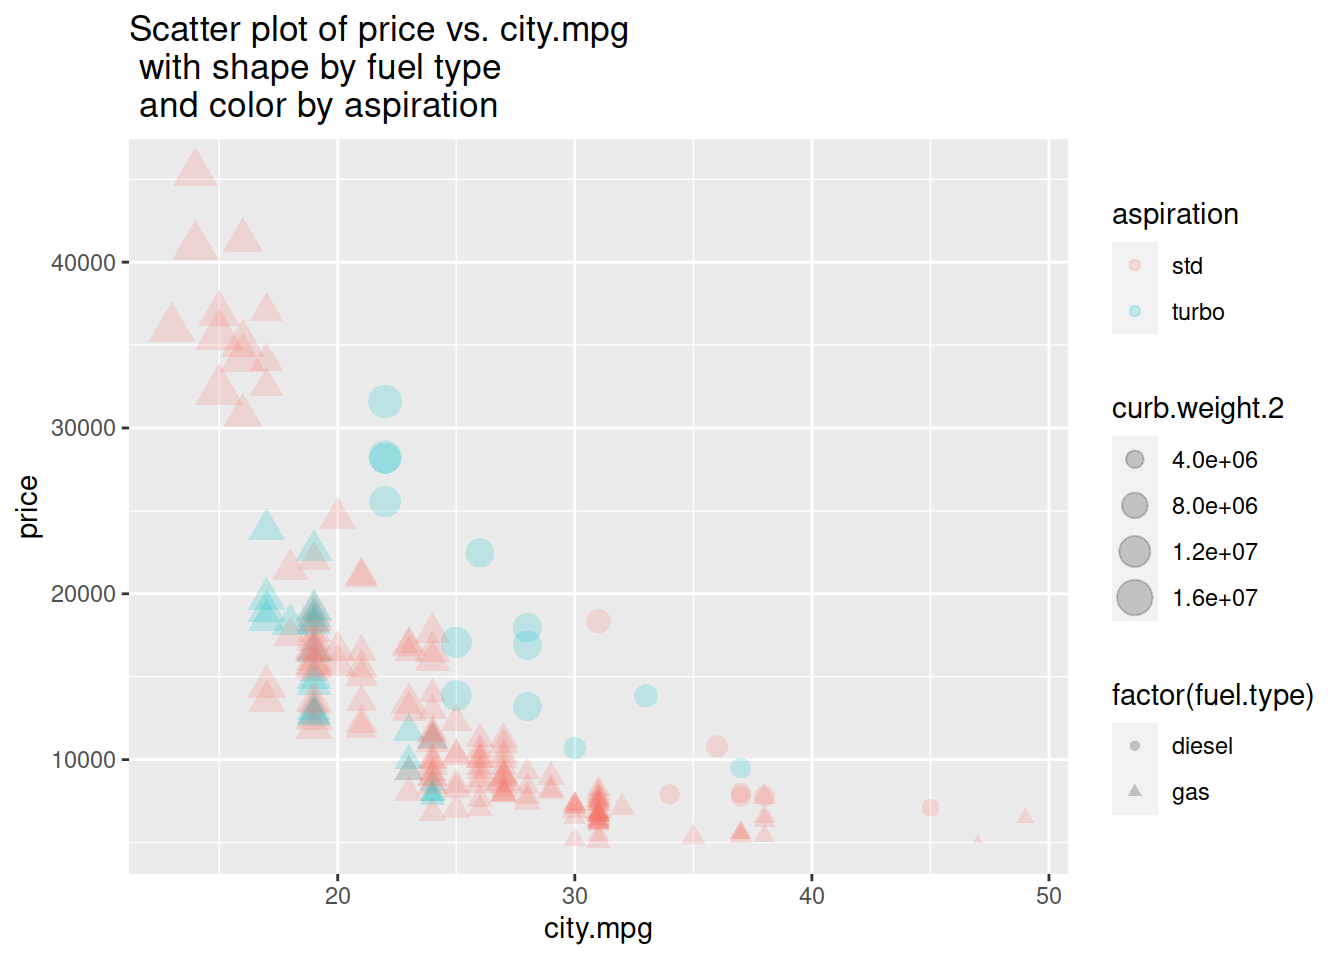 Scatter plot of price vs. city.mpg
with shape by fuel type
and color by aspiration
40000
30000
20000
10000
price
20
30
40
50
city.mpg
aspiration
std
turbo
curb.weight.2
4.0e+06
8.0e+06
1.2e+07
1.6e+07
factor(fuel.type)
diesel
gas